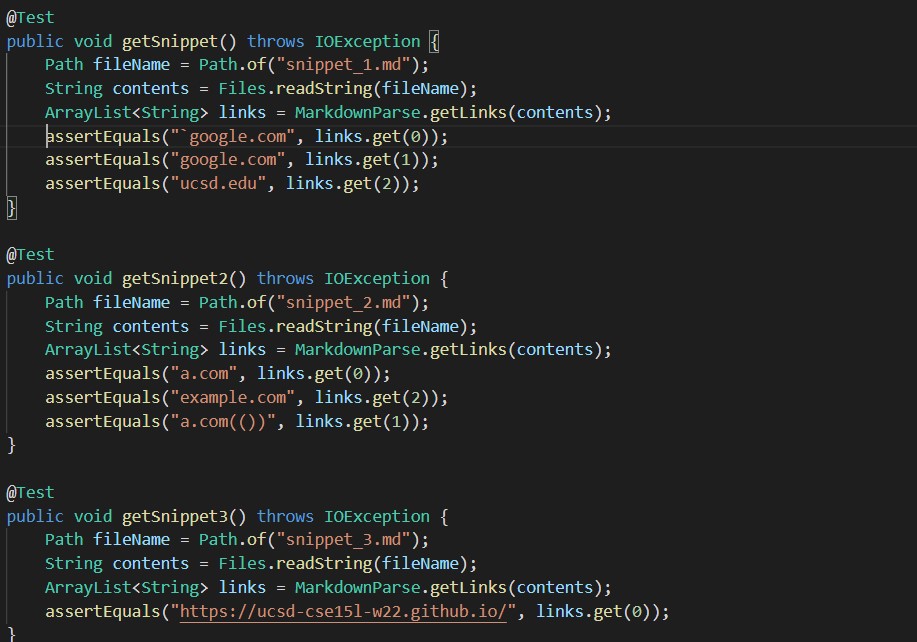 @Test
public void getSnippet() throws IOException {
    Path fileName = Path.of("snippet_1.md");
    String contents = Files.readString(fileName);
    ArrayList<String> links = MarkdownParse.getLinks(contents);
    assertEquals("`google.com", links.get(0));
    assertEquals("google.com", links.get(1));
    assertEquals("ucsd.edu", links.get(2));
}
@Test
public void getSnippet2() throws IOException {
    Path fileName = Path.of("snippet_2.md");
    String contents = Files.readString(fileName);
    ArrayList<String> links = MarkdownParse.getLinks(contents);
    assertEquals("a.com", links.get(0));
    assertEquals("example.com", links.get(2));
    assertEquals("a.com(())", links.get(1));
}
@Test
public void getSnippet3() throws IOException {
    Path fileName = Path.of("snippet_3.md");
    String contents = Files.readString(fileName);
    ArrayList<String> links = MarkdownParse.getLinks(contents);
    assertEquals("https://ucsd-cse15l-w22.github.io/", links.get(0));
}